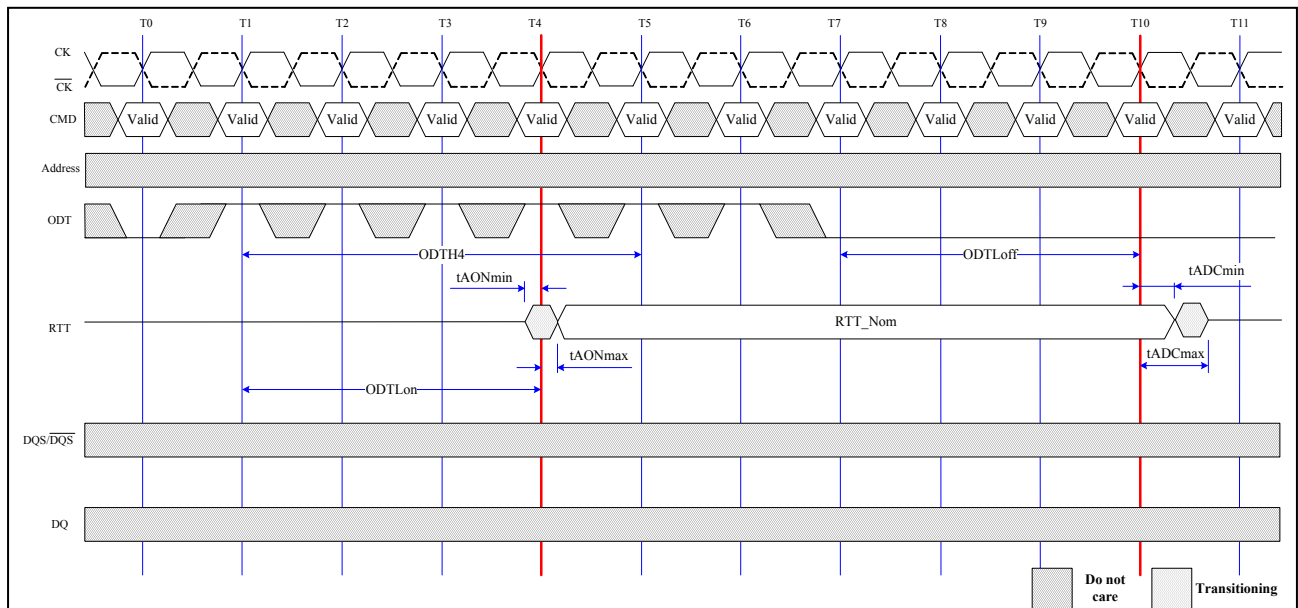 T0 T1 T2 T3 T4 T5 T6 T7 T8 T9 T10 T11
CK
C̅K̅
CMD Valid Valid Valid Valid Valid Valid Valid Valid Valid Valid Valid Valid
Address
ODT
ODTH4 ODTLoff
tAONmin tADCmin
RTT RTT_Nom
tAONmax tADCmax
ODTLon
DQS/D̅Q̅S̅
DQ
Do not care Transitioning